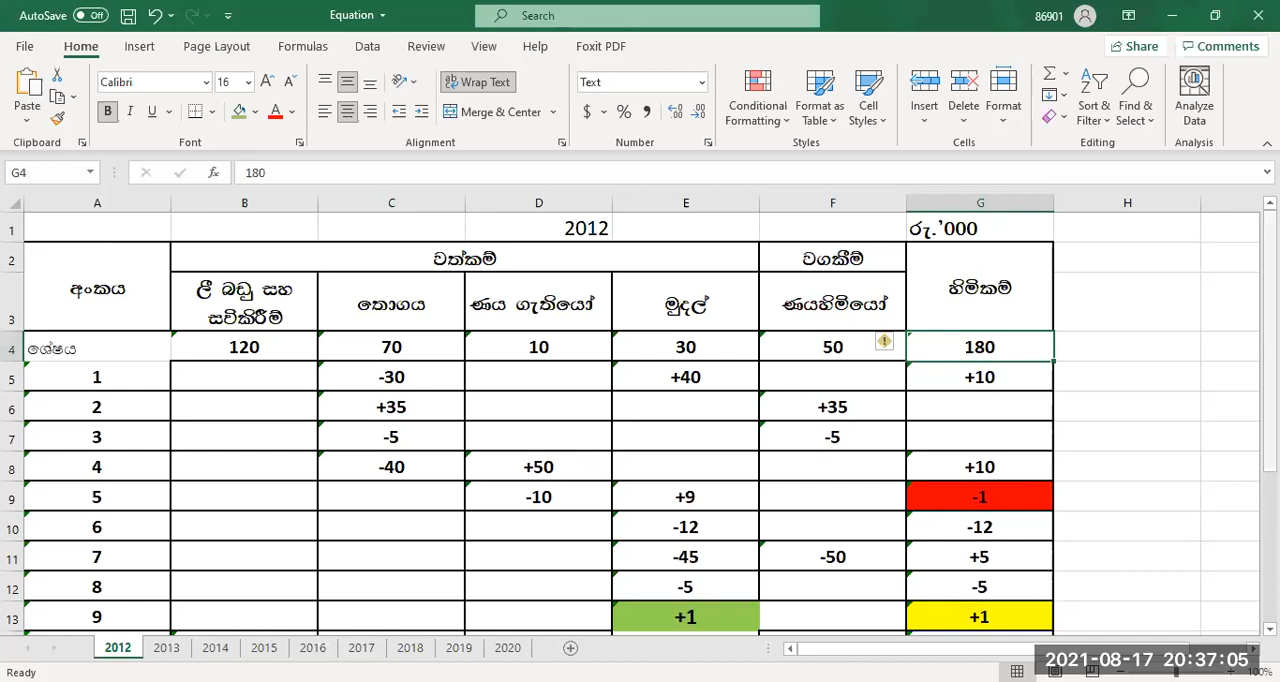 AutoSave Off Equation Search 86901
File Home Insert Page Layout Formulas Data Review View Help Foxit PDF Share Comments
Paste Calibri 16 Wrap Text Text Conditional Formatting Format as Table Cell Styles Insert Delete Format Sort & Filter Find & Select Analyze Data
B I U Merge & Center $ % ,
Clipboard Font Alignment Number Styles Cells Editing Analysis
G4 fx 180
A B C D E F G H
1 2012 රු.'000
2 වත්කම් වගකීම්
3 අංකය ලී බඩු සහ සවිකිරීම් තොගය ණය ගැතියෝ මුදල් ණයහිමියෝ හිමිකම්
4 ශේෂය 120 70 10 30 50 180
5 1 -30 +40 +10
6 2 +35 +35
7 3 -5 -5
8 4 -40 +50 +10
9 5 -10 +9 -1
10 6 -12 -12
11 7 -45 -50 +5
12 8 -5 -5
13 9 +1 +1
2012 2013 2014 2015 2016 2017 2018 2019 2020
Ready 100%
2021-08-17 20:37:05